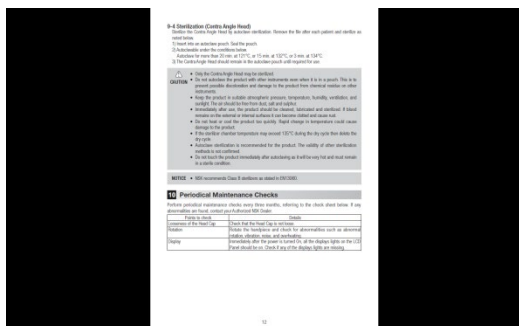 9-4 Sterilization (Contra Angle Head)
Sterilize the Contra Angle Head by autoclave sterilization. Remove the file after each patient and sterilize as
noted below.
1) Insert into an autoclave pouch. Seal the pouch.
2) Autoclavable under the conditions below.
Autoclave for more than 20 min. at 121°C, or 15 min. at 132°C, or 3 min. at 134°C.
3) The Contra Angle Head should remain in the autoclave pouch until required for use.
CAUTION
• Only the Contra Angle Head may be sterilized.
• Do not autoclave the product with other instruments even when it is in a pouch. This is to
prevent possible discoloration and damage to the product from chemical residue on other
instruments.
• Keep the product in suitable atmospheric pressure, temperature, humidity, ventilation, and
sunlight. The air should be free from dust, salt and sulphur.
• Immediately after use, the product should be cleaned, lubricated and sterilized. If blood
remains on the external or internal surfaces it can become clotted and cause rust.
• Do not heat or cool the product too quickly. Rapid change in temperature could cause
damage to the product.
• If the sterilizer chamber temperature may exceed 135°C during the dry cycle then delete the
dry cycle.
• Autoclave sterilization is recommended for the product. The validity of other sterilization
methods is not confirmed.
• Do not touch the product immediately after autoclaving as it will be very hot and must remain
in a sterile condition.
NOTICE • NSK recommends Class B sterilizers as stated in EN13060.
10 Periodical Maintenance Checks
Perform periodical maintenance checks every three months, referring to the check sheet below. If any
abnormalities are found, contact your Authorized NSK Dealer.
Points to check Details
Looseness of the Head Cap Check that the Head Cap is not loose.
Rotation Rotate the handpiece and check for abnormalities such as abnormal
rotation, vibration, noise, and overheating.
Display Immediately after the power is turned On, all the displays lights on the LCD
Panel should be on. Check if any of the displays lights are missing.
12